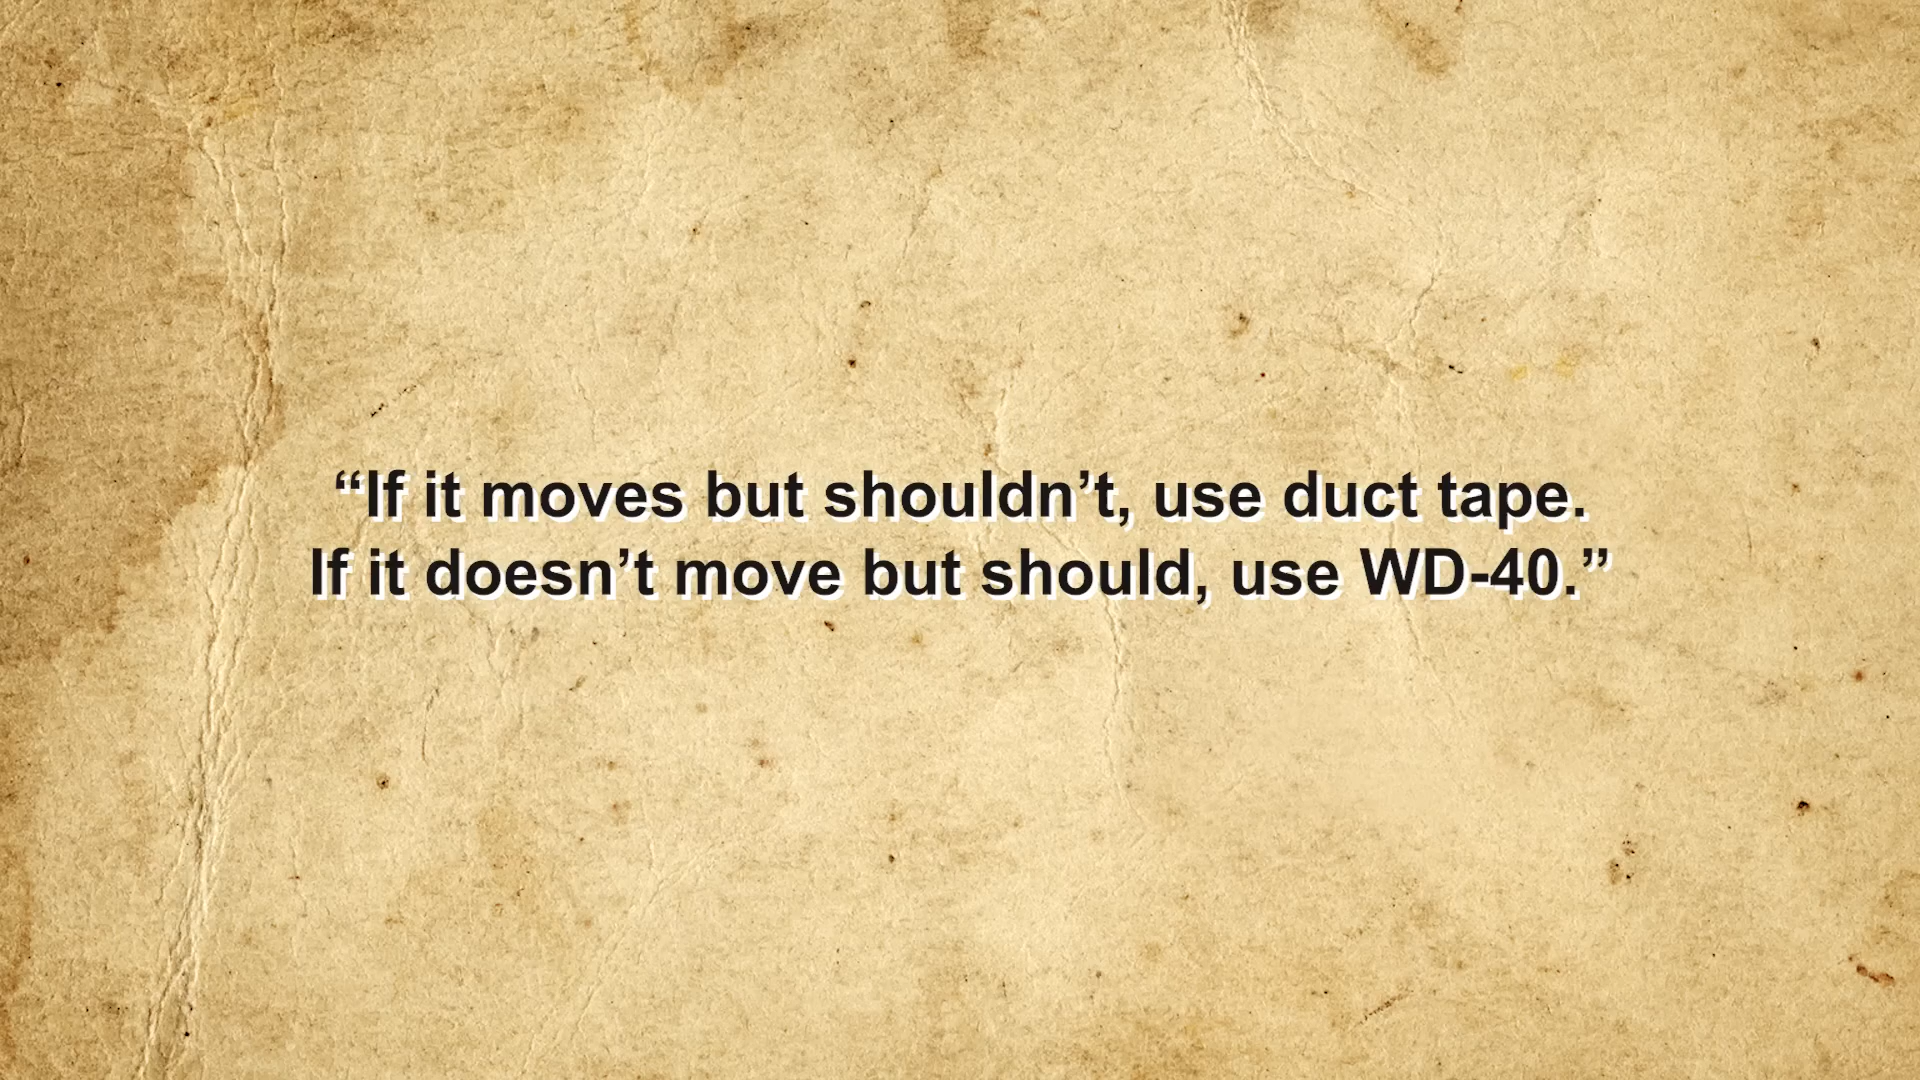 “If it moves but shouldn’t, use duct tape.
If it doesn’t move but should, use WD-40.”